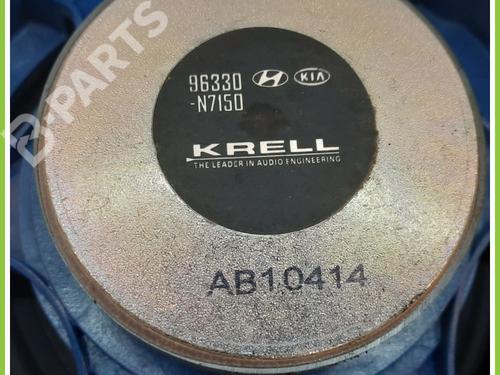 B-PARTS
96330
-N7150
KIA
KRELL
THE LEADER IN AUDIO ENGINEERING
AB10414